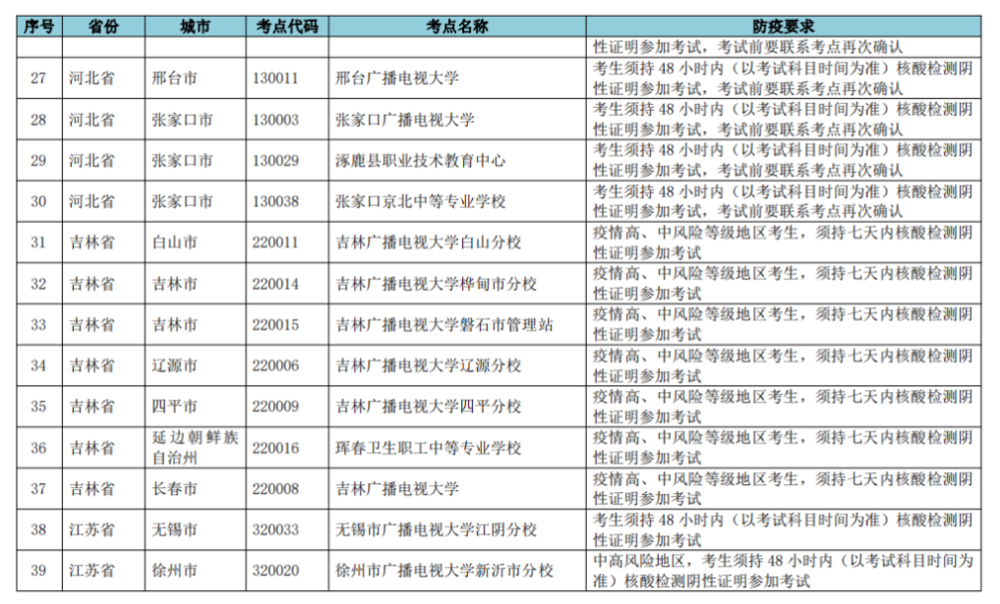 序号 省份 城市 考点代码 考点名称 防疫要求
性证明参加考试，考试前要联系考点再次确认
27 河北省 邢台市 130011 邢台广播电视大学 考生须持 48 小时内（以考试科目时间为准）核酸检测阴
性证明参加考试，考试前要联系考点再次确认
28 河北省 张家口市 130003 张家口广播电视大学 考生须持 48 小时内（以考试科目时间为准）核酸检测阴
性证明参加考试，考试前要联系考点再次确认
29 河北省 张家口市 130029 涿鹿县职业技术教育中心 考生须持 48 小时内（以考试科目时间为准）核酸检测阴
性证明参加考试，考试前要联系考点再次确认
30 河北省 张家口市 130038 张家口京北中等专业学校 考生须持 48 小时内（以考试科目时间为准）核酸检测阴
性证明参加考试，考试前要联系考点再次确认
31 吉林省 白山市 220011 吉林广播电视大学白山分校 疫情高、中风险等级地区考生，须持七天内核酸检测阴
性证明参加考试
32 吉林省 吉林市 220014 吉林广播电视大学桦甸市分校 疫情高、中风险等级地区考生，须持七天内核酸检测阴
性证明参加考试
33 吉林省 吉林市 220015 吉林广播电视大学磐石市管理站 疫情高、中风险等级地区考生，须持七天内核酸检测阴
性证明参加考试
34 吉林省 辽源市 220006 吉林广播电视大学辽源分校 疫情高、中风险等级地区考生，须持七天内核酸检测阴
性证明参加考试
35 吉林省 四平市 220009 吉林广播电视大学四平分校 疫情高、中风险等级地区考生，须持七天内核酸检测阴
性证明参加考试
36 吉林省 延边朝鲜族 220016 珲春卫生职工中等专业学校 疫情高、中风险等级地区考生，须持七天内核酸检测阴
自治州 性证明参加考试
37 吉林省 长春市 220008 吉林广播电视大学 疫情高、中风险等级地区考生，须持七天内核酸检测阴
性证明参加考试
38 江苏省 无锡市 320033 无锡市广播电视大学江阴分校 考生须持 48 小时内（以考试科目时间为准）核酸检测阴
性证明参加考试
39 江苏省 徐州市 320020 徐州市广播电视大学新沂市分校 中高风险地区，考生须持 48 小时内（以考试科目时间为
准）核酸检测阴性证明参加考试